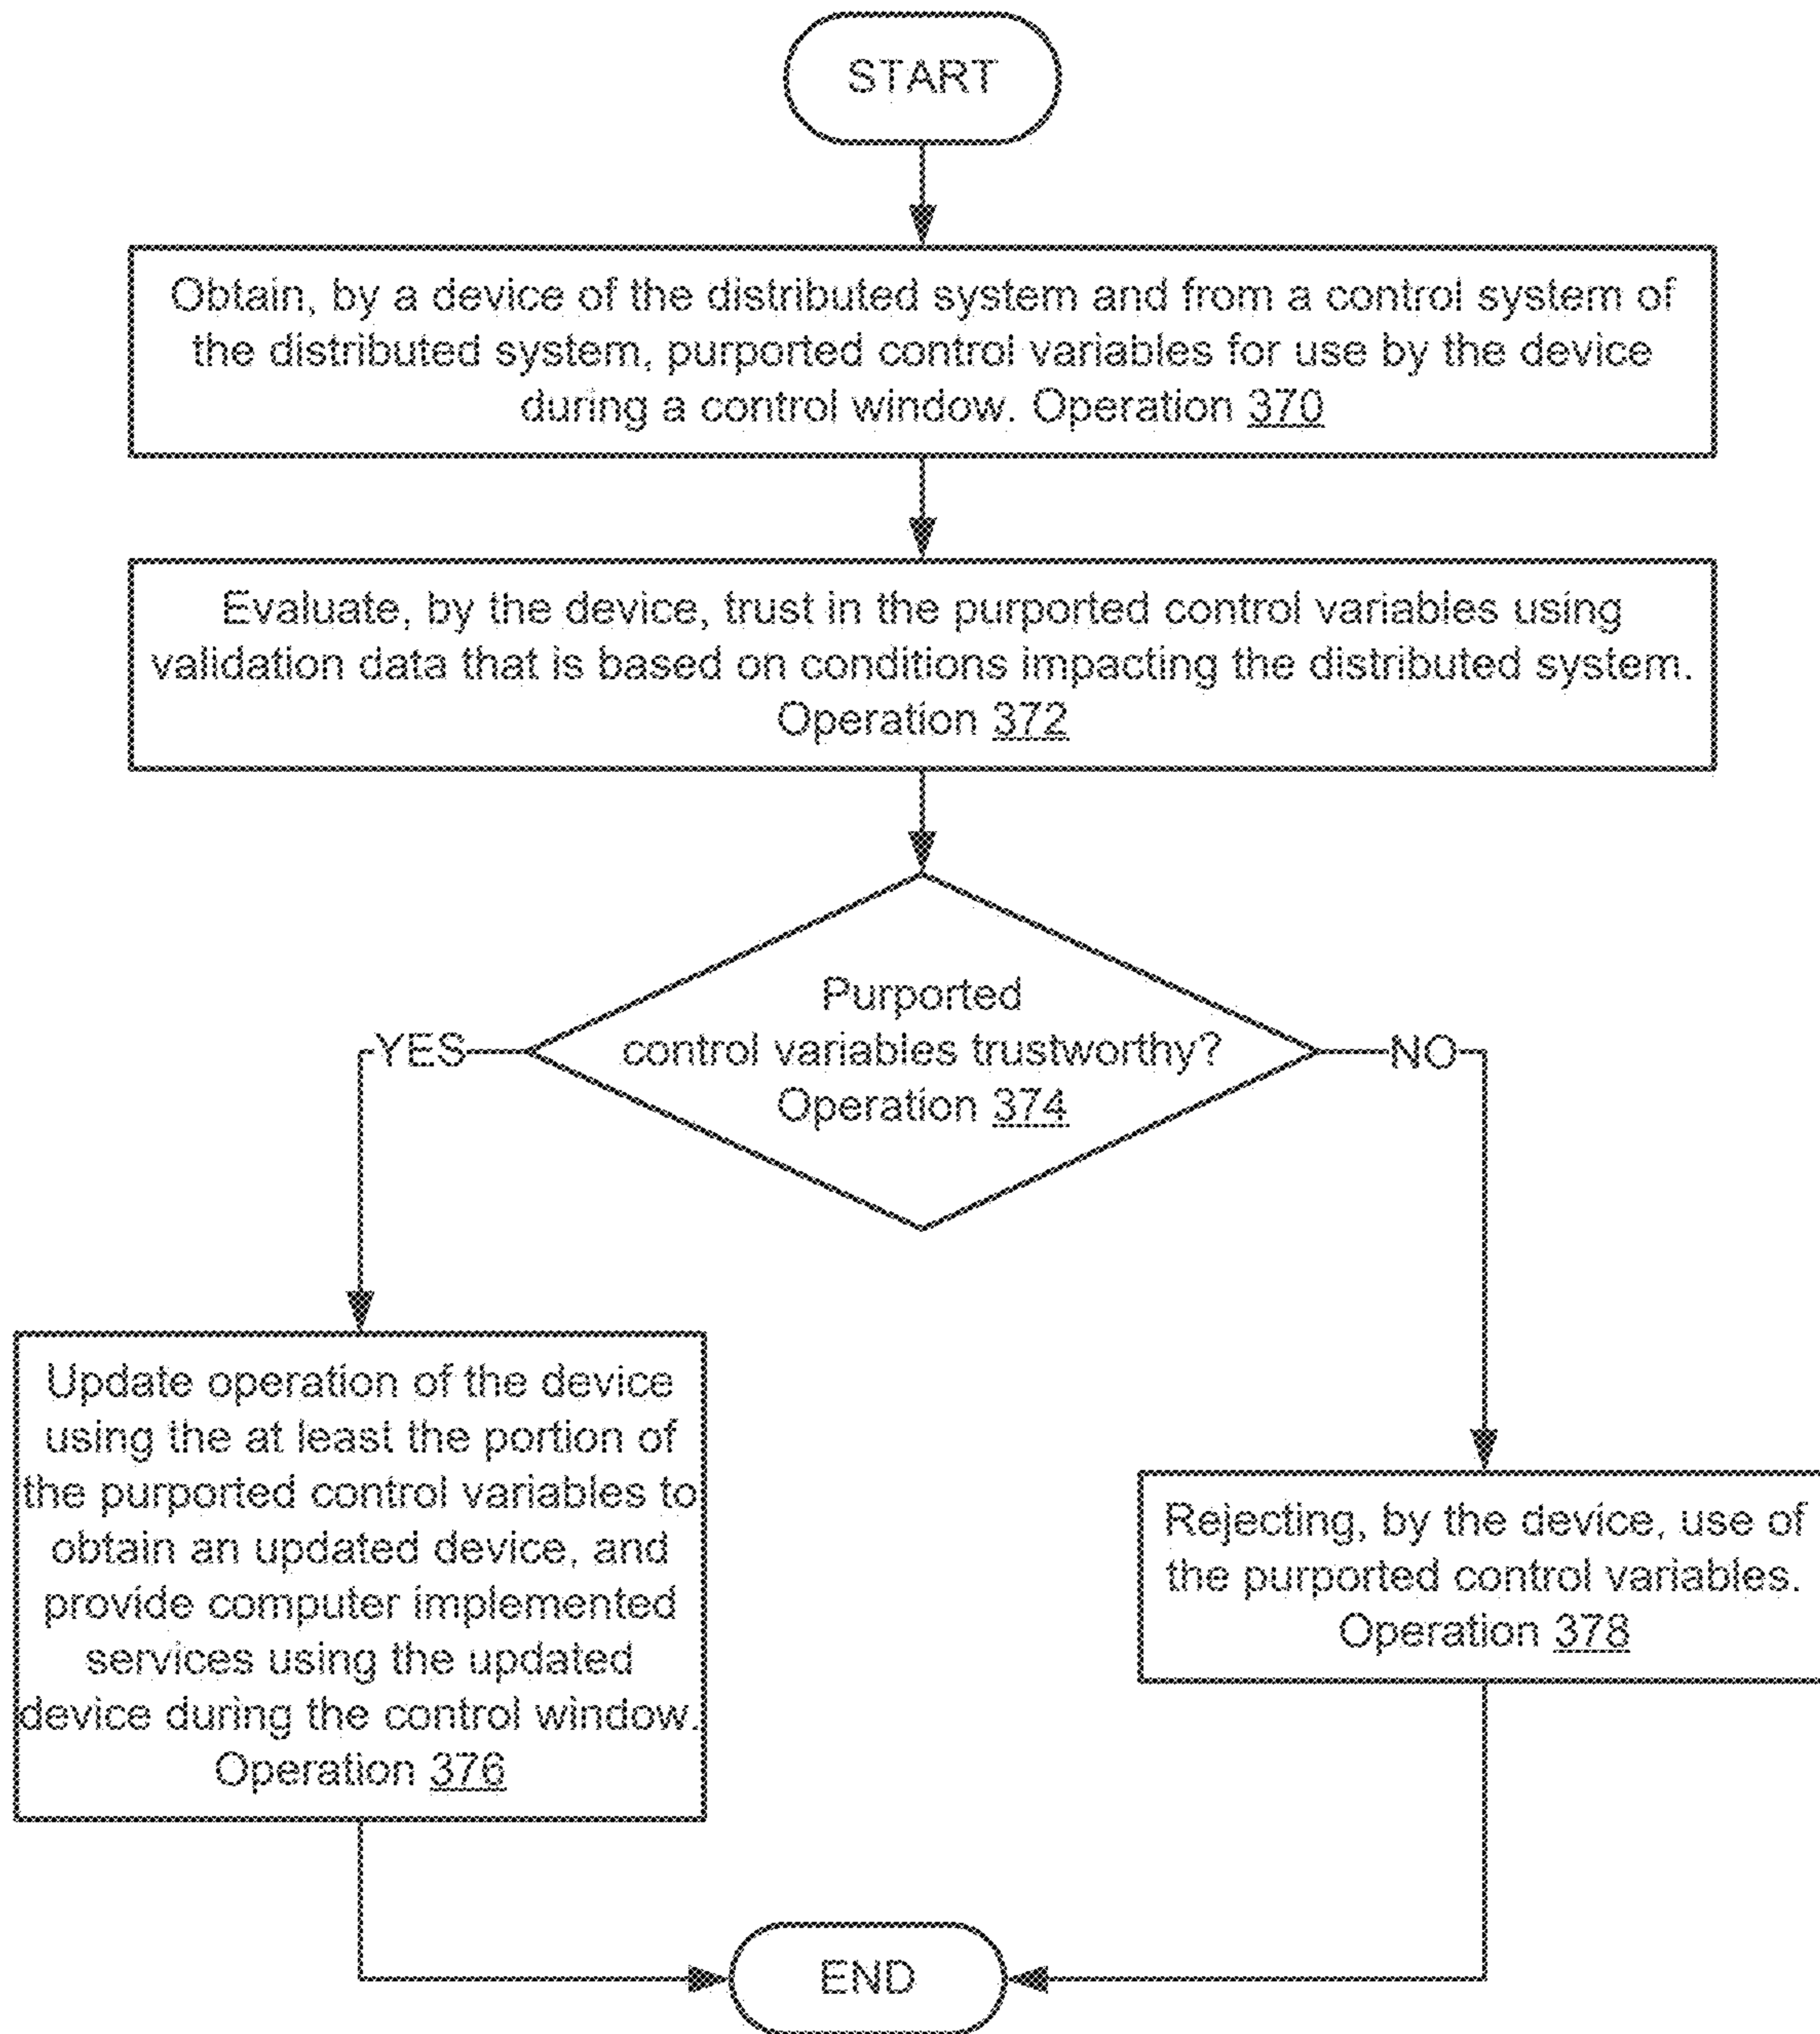 START
Obtain, by a device of the distributed system and from a control system of
the distributed system, purported control variables for use by the device
during a control window. Operation 370
Evaluate, by the device, trust in the purported control variables using
validation data that is based on conditions impacting the distributed system.
Operation 372
Purported
control variables trustworthy?
Operation 374
YES
NO
Update operation of the device
using the at least the portion of
the purported control variables to
obtain an updated device, and
provide computer implemented
services using the updated
device during the control window.
Operation 376
Rejecting, by the device, use of
the purported control variables.
Operation 378
END